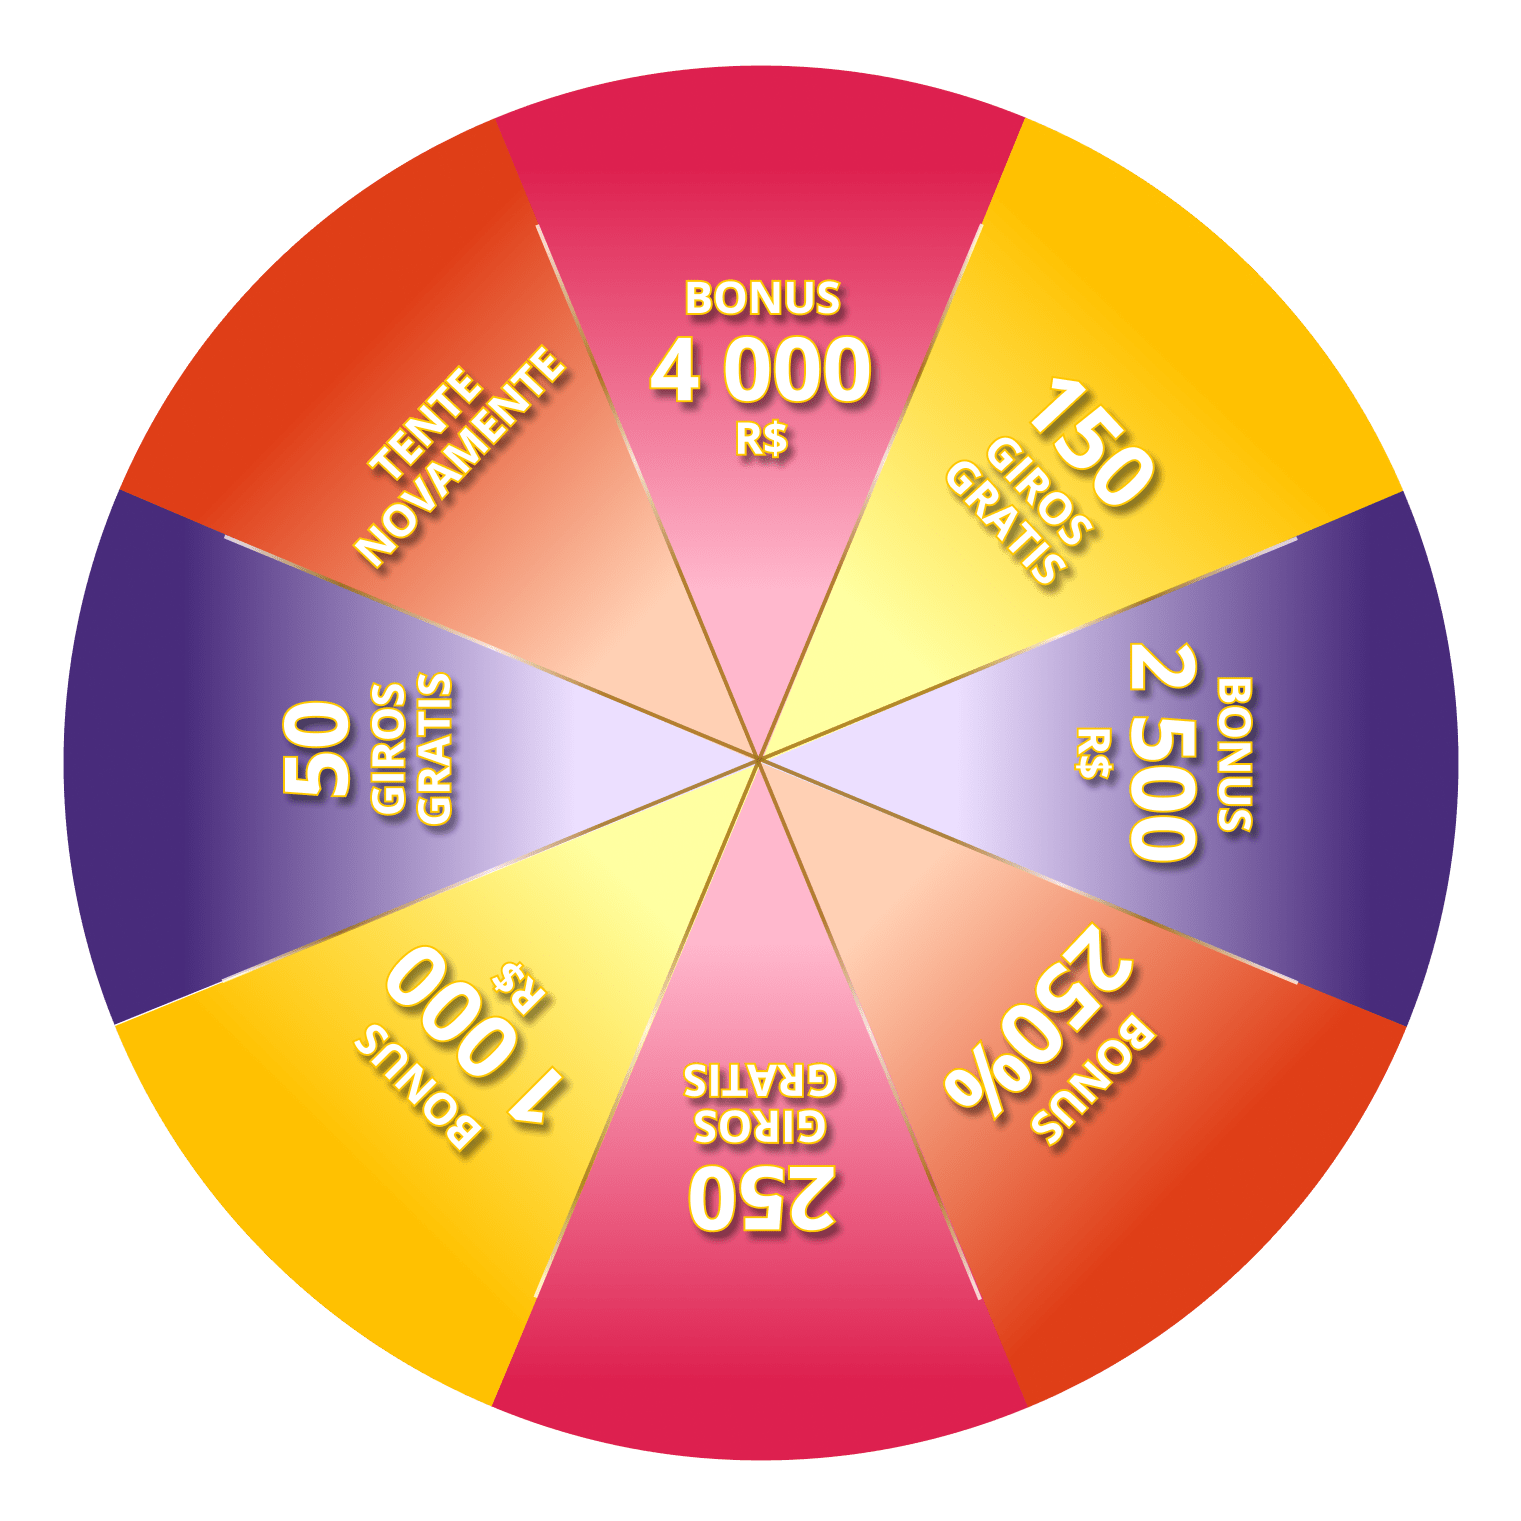 BONUS
4 000
R$
150
GIROS
GRATIS
BONUS
2 500
R$
BONUS
250%
250
GIROS
GRATIS
BONUS
1 000
R$
50
GIROS
GRATIS
TENTE
NOVAMENTE